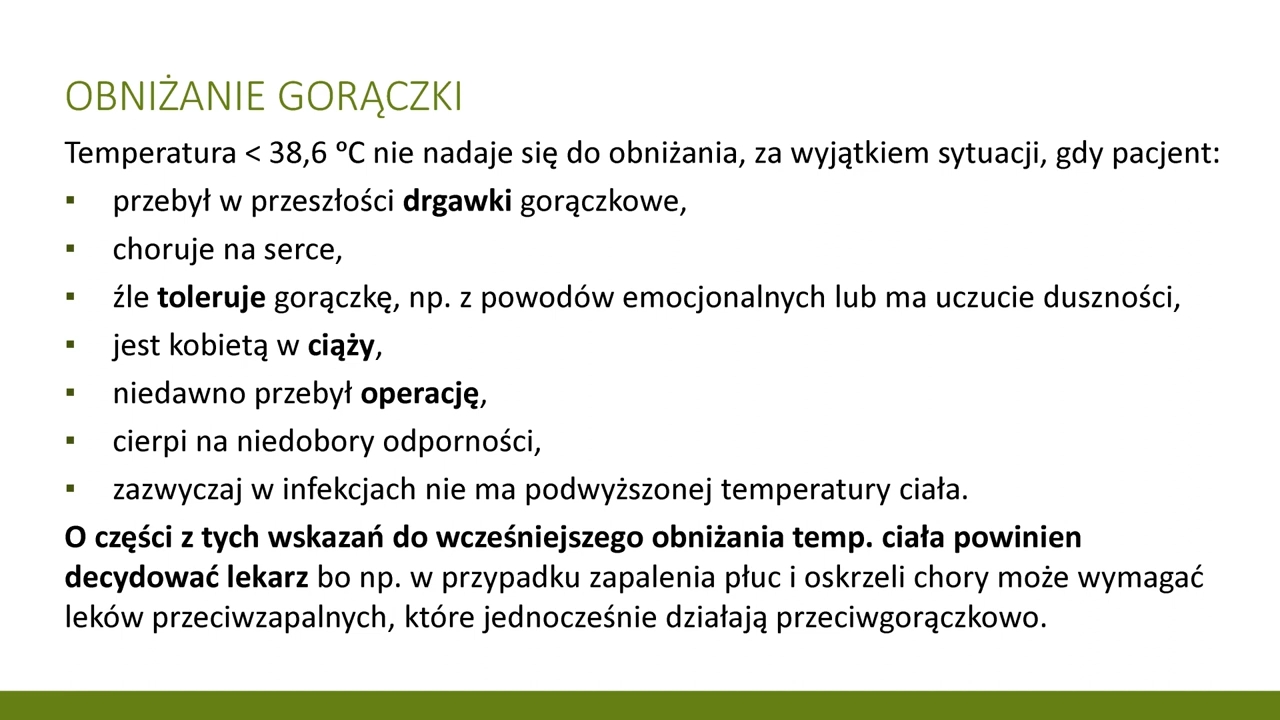 OBNIŻANIE GORĄCZKI
Temperatura < 38,6 ºC nie nadaje się do obniżania, za wyjątkiem sytuacji, gdy pacjent:
▪ przebył w przeszłości drgawki gorączkowe,
▪ choruje na serce,
▪ źle toleruje gorączkę, np. z powodów emocjonalnych lub ma uczucie duszności,
▪ jest kobietą w ciąży,
▪ niedawno przebył operację,
▪ cierpi na niedobory odporności,
▪ zazwyczaj w infekcjach nie ma podwyższonej temperatury ciała.
O części z tych wskazań do wcześniejszego obniżania temp. ciała powinien
decydować lekarz bo np. w przypadku zapalenia płuc i oskrzeli chory może wymagać
leków przeciwzapalnych, które jednocześnie działają przeciwgorączkowo.